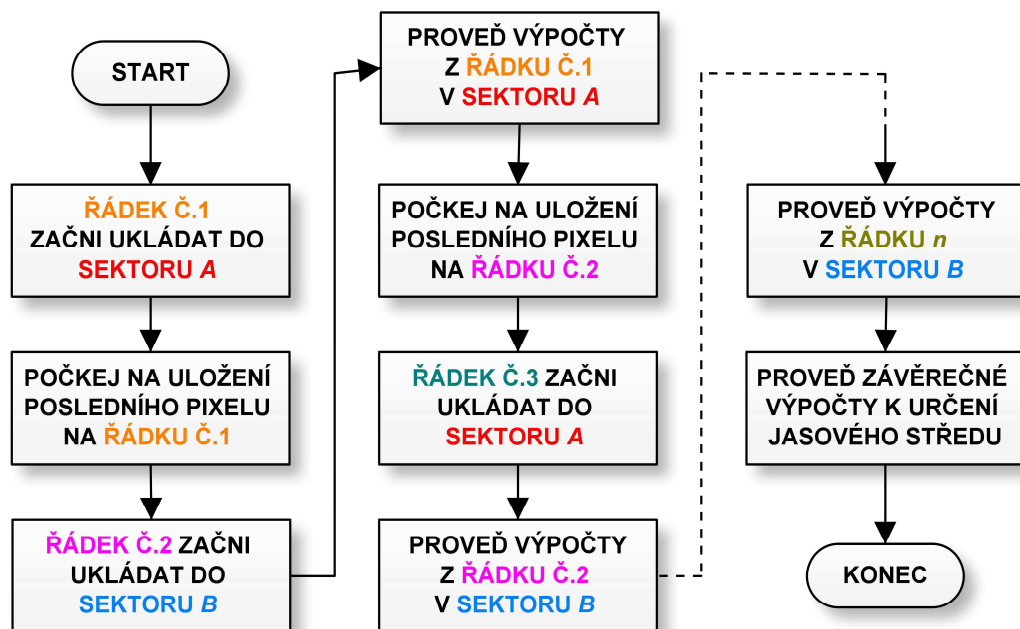 START
ŘÁDEK Č.1
ZAČNI UKLÁDAT DO
SEKTORU A
POČKEJ NA ULOŽENÍ
POSLEDNÍHO PIXELU
NA ŘÁDKU Č.1
ŘÁDEK Č.2 ZAČNI
UKLÁDAT DO
SEKTORU B
PROVEĎ VÝPOČTY
Z ŘÁDKU Č.1
V SEKTORU A
POČKEJ NA ULOŽENÍ
POSLEDNÍHO PIXELU
NA ŘÁDKU Č.2
ŘÁDEK Č.3 ZAČNI
UKLÁDAT DO
SEKTORU A
PROVEĎ VÝPOČTY
Z ŘÁDKU Č.2
V SEKTORU B
PROVEĎ VÝPOČTY
Z ŘÁDKU n
V SEKTORU B
PROVEĎ ZÁVĚREČNÉ
VÝPOČTY K URČENÍ
JASOVÉHO STŘEDU
KONEC